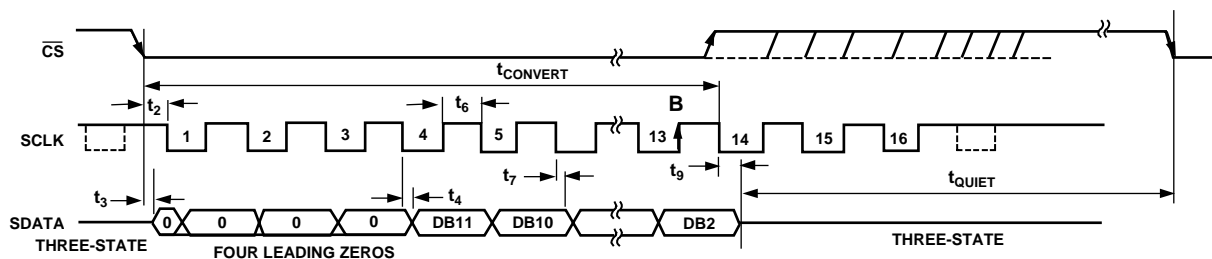 CS
tCONVERT
t2
t6
B
SCLK
1 2 3 4 5 13 14 15 16
t3
t4
t7
t9
tQUIET
SDATA
0 0 0 0 DB11 DB10 DB2
THREE-STATE
FOUR LEADING ZEROS
THREE-STATE